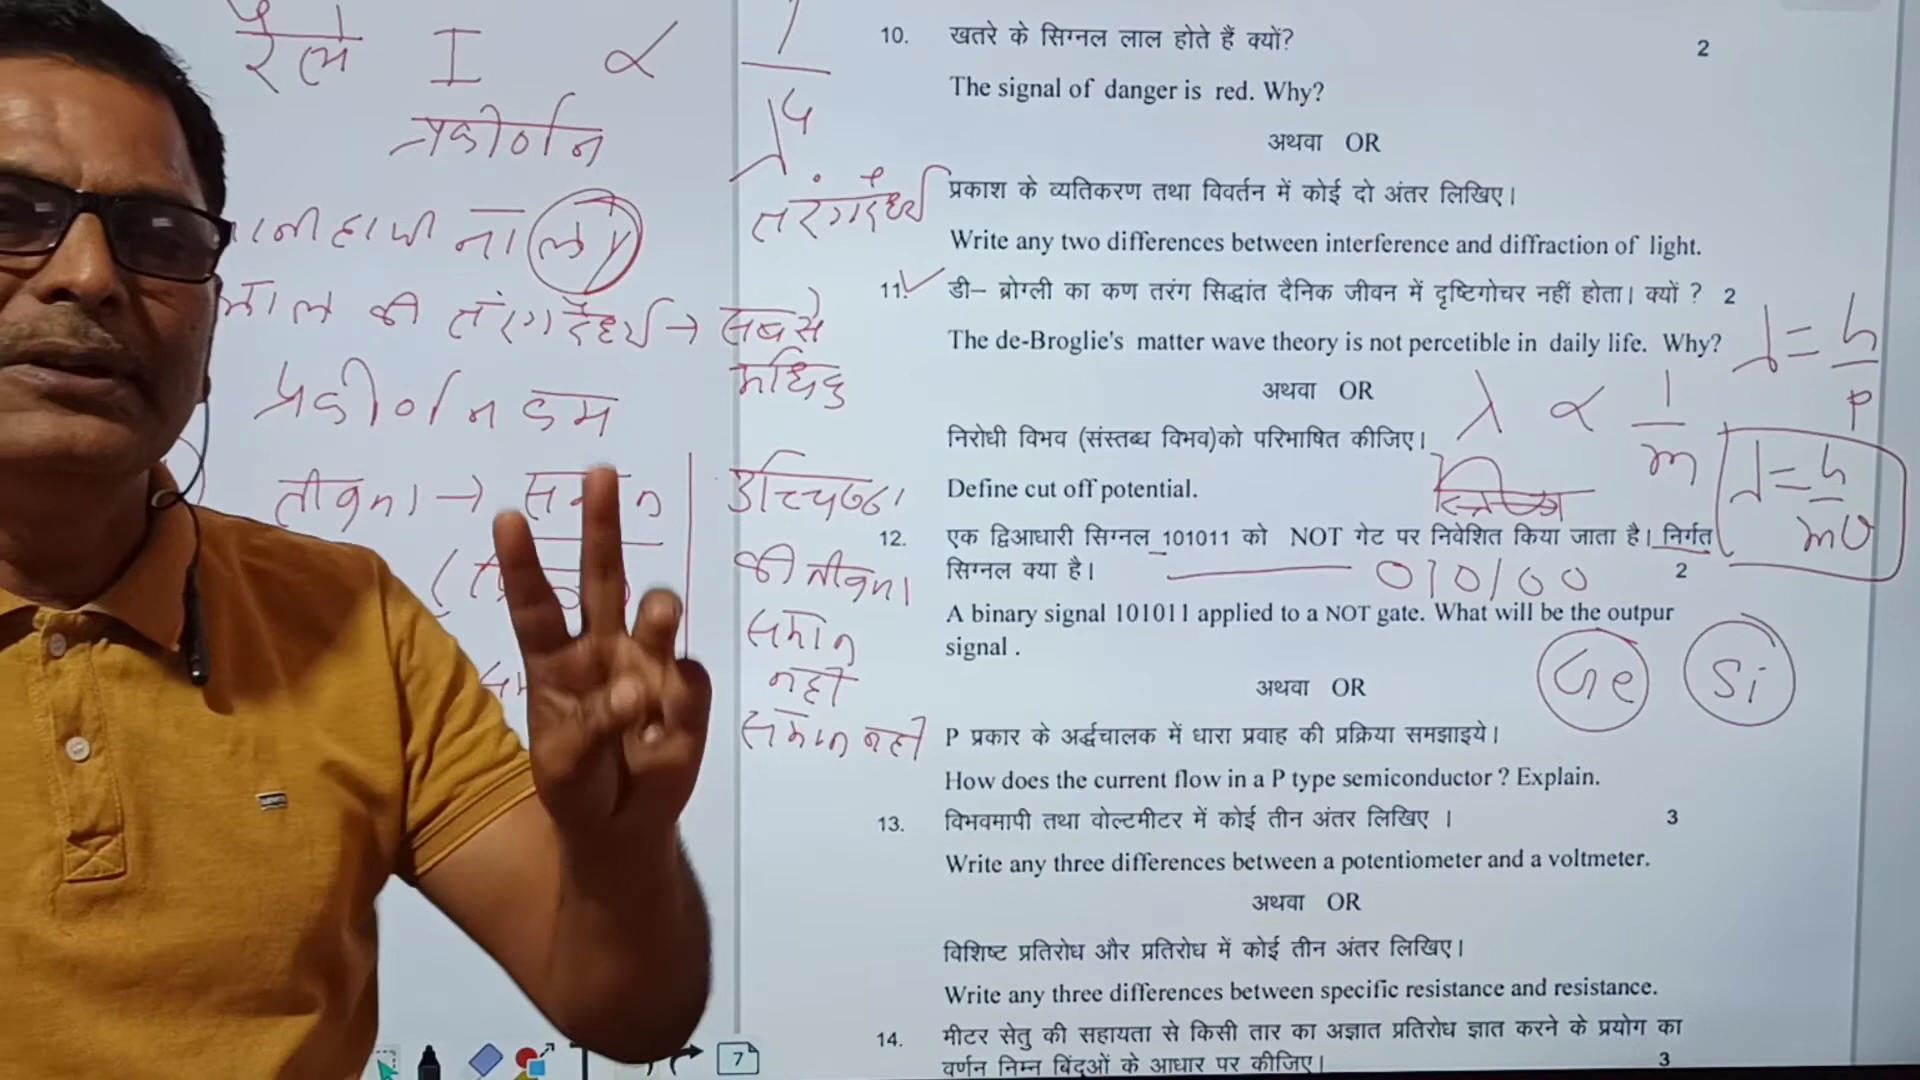 रैले I ∝ 1
λ⁴
प्रकीर्णन
तरंगदैर्ध्य
लाल की तरंगदैर्ध्य → सबसे
प्रकीर्णन कम
तीव्रता →
उच्चिष्ठ
की तीव्रता
समान
नहीं
समान नहीं
10. खतरे के सिग्नल लाल होते हैं क्यों? 2
The signal of danger is red. Why?
अथवा OR
प्रकाश के व्यतिकरण तथा विवर्तन में कोई दो अंतर लिखिए।
Write any two differences between interference and diffraction of light.
11. डी– ब्रोग्ली का कण तरंग सिद्धांत दैनिक जीवन में दृष्टिगोचर नहीं होता। क्यों ? 2
The de-Broglie's matter wave theory is not percetible in daily life. Why?
λ = h
p
अथवा OR
λ ∝ 1
m
λ = h
mv
निरोधी विभव (संस्तब्ध विभव)को परिभाषित कीजिए।
Define cut off potential.
12. एक द्विआधारी सिग्नल 101011 को NOT गेट पर निवेशित किया जाता है। निर्गत
सिग्नल क्या है। 010100 2
A binary signal 101011 applied to a NOT gate. What will be the outpur
signal .
Ge Si
अथवा OR
P प्रकार के अर्द्धचालक में धारा प्रवाह की प्रक्रिया समझाइये।
How does the current flow in a P type semiconductor ? Explain.
13. विभवमापी तथा वोल्टमीटर में कोई तीन अंतर लिखिए । 3
Write any three differences between a potentiometer and a voltmeter.
अथवा OR
विशिष्ट प्रतिरोध और प्रतिरोध में कोई तीन अंतर लिखिए।
Write any three differences between specific resistance and resistance.
14. मीटर सेतु की सहायता से किसी तार का अज्ञात प्रतिरोध ज्ञात करने के प्रयोग का
वर्णन निम्न बिंदुओं के आधार पर कीजिए। 3
7